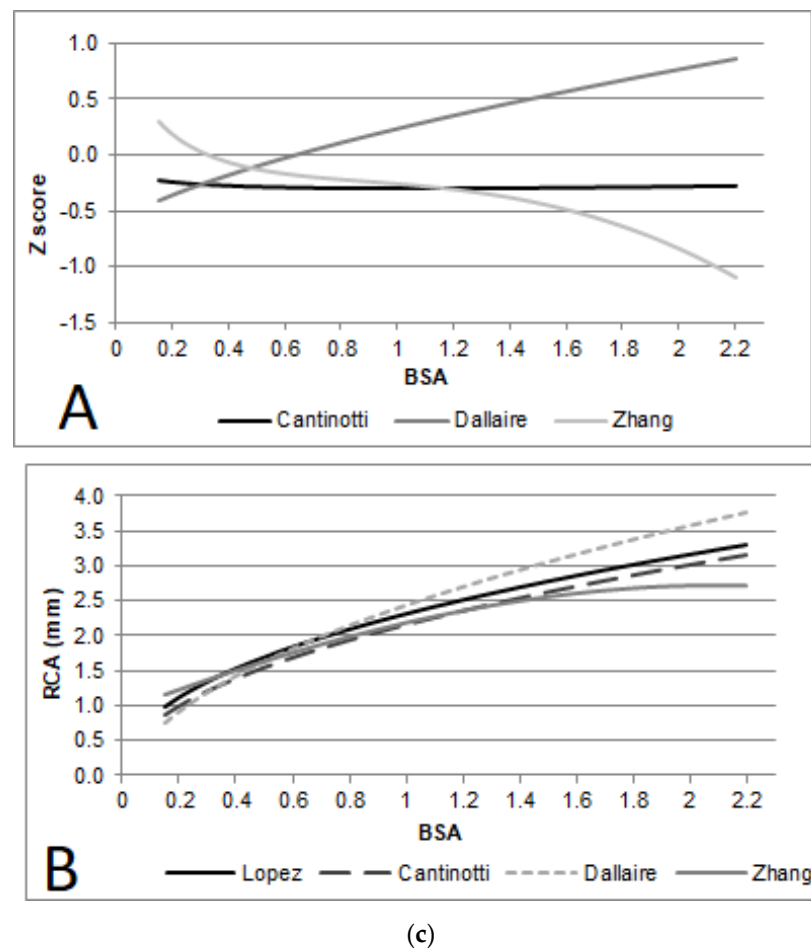 1.0
0.5
0.0
-0.5
-1.0
-1.5
Z score
0 0.2 0.4 0.6 0.8 1 1.2 1.4 1.6 1.8 2 2.2
BSA
A
Cantinotti Dallaire Zhang
4.0
3.5
3.0
2.5
2.0
1.5
1.0
0.5
0.0
RCA (mm)
0 0.2 0.4 0.6 0.8 1 1.2 1.4 1.6 1.8 2 2.2
BSA
B
Lopez Cantinotti Dallaire Zhang
(c)